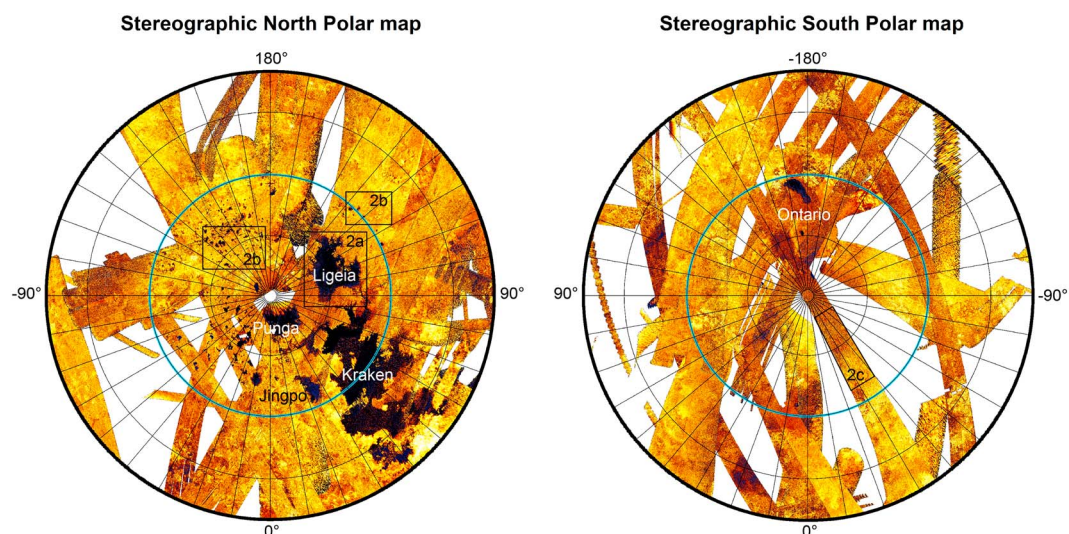 Stereographic North Polar map
180°
2b
2a
2b
Ligeia
-90°
90°
Punga
Kraken
Jingpo
0°
Stereographic South Polar map
-180°
Ontario
90°
-90°
2c
0°